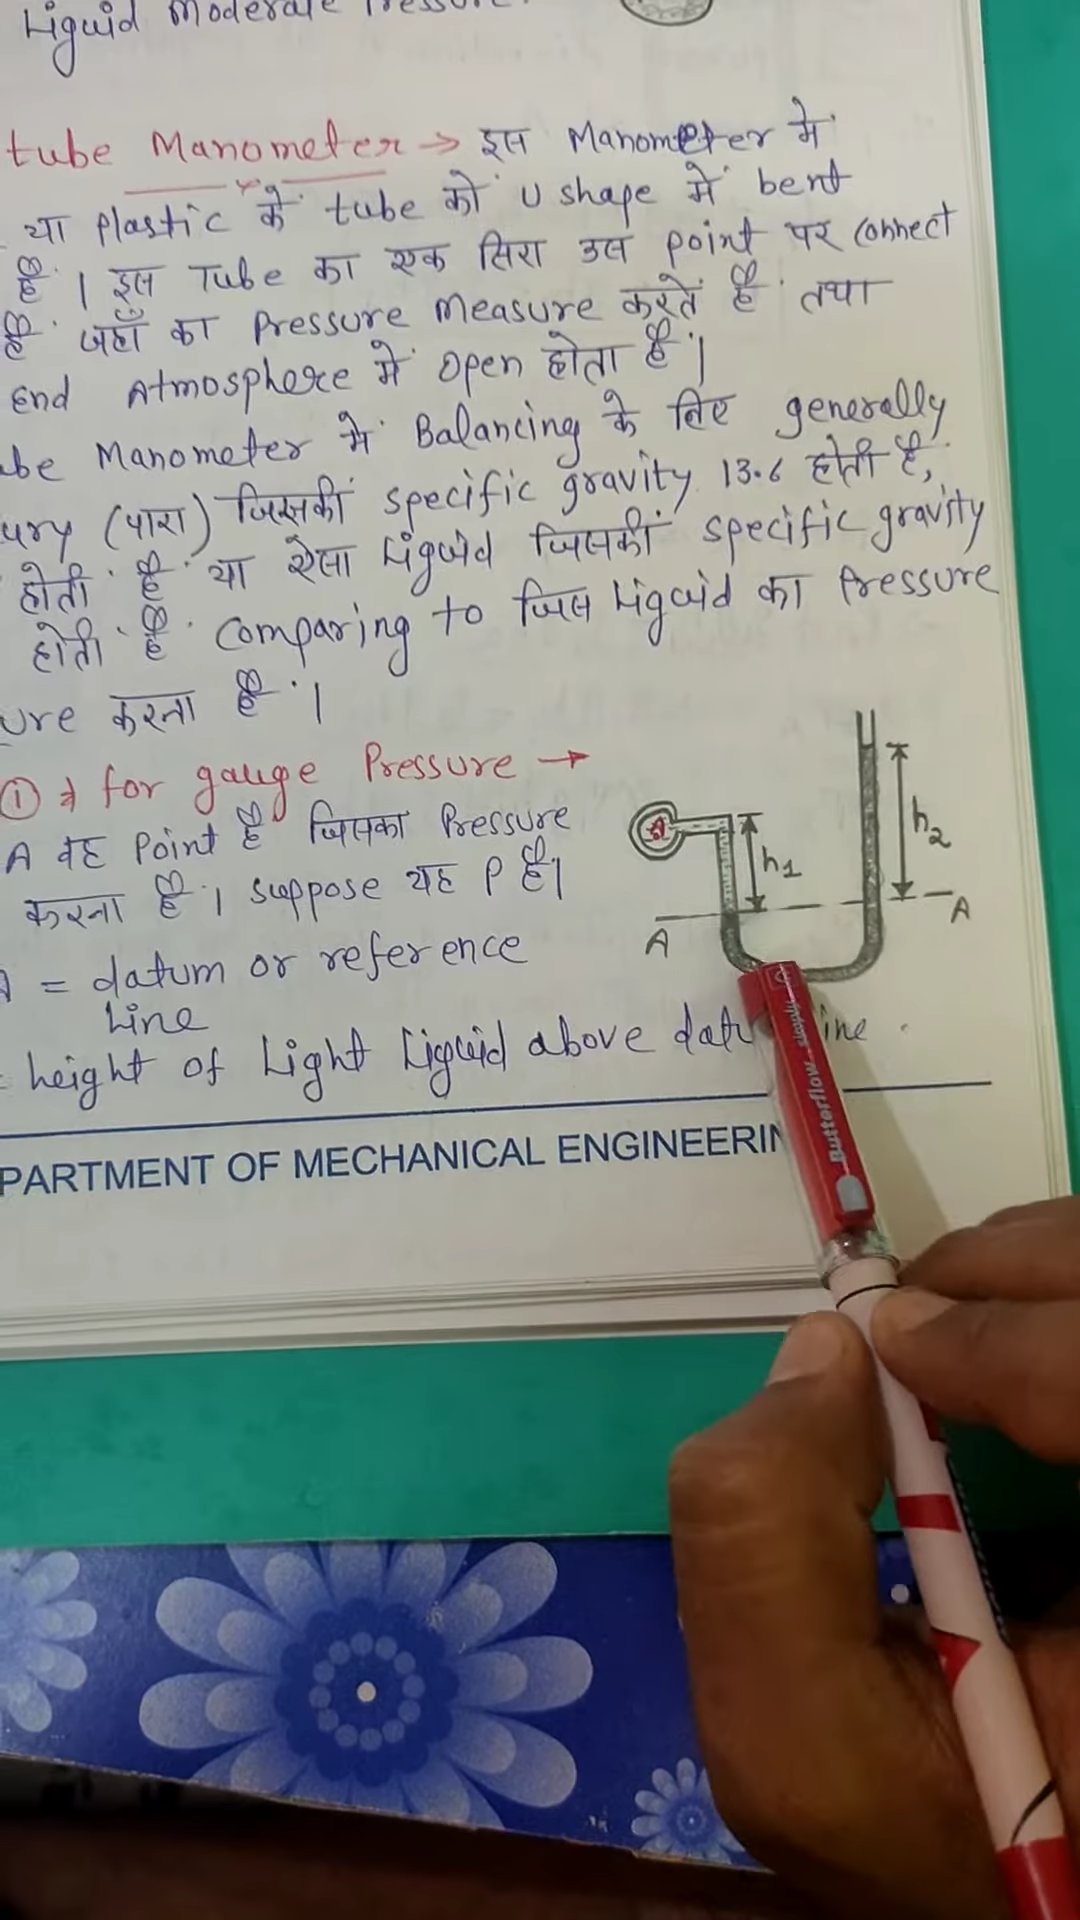 Liquid Moderate Pressure.
tube Manometer → इस Manometer में
या Plastic के tube को U shape में bent
है । इस Tube का एक सिरा उस point पर connect
है जहाँ का Pressure Measure करते है तथा
End Atmosphere में open होता है ।
be Manometer में Balancing के लिए generally
ury (पारा) जिसकी specific gravity 13.6 होती है,
होती है या ऐसा Liquid जिसकी specific gravity
होती है comparing to जिस Liquid का Pressure
ure करना है ।
① ⇒ for gauge Pressure →
A वह Point है जिसका Pressure
करना है । suppose यह P है।
= datum or reference
Line
= height of Light Liquid above dat ine
A
h1
h2
A
A
PARTMENT OF MECHANICAL ENGINEERIN
Butterflow simply